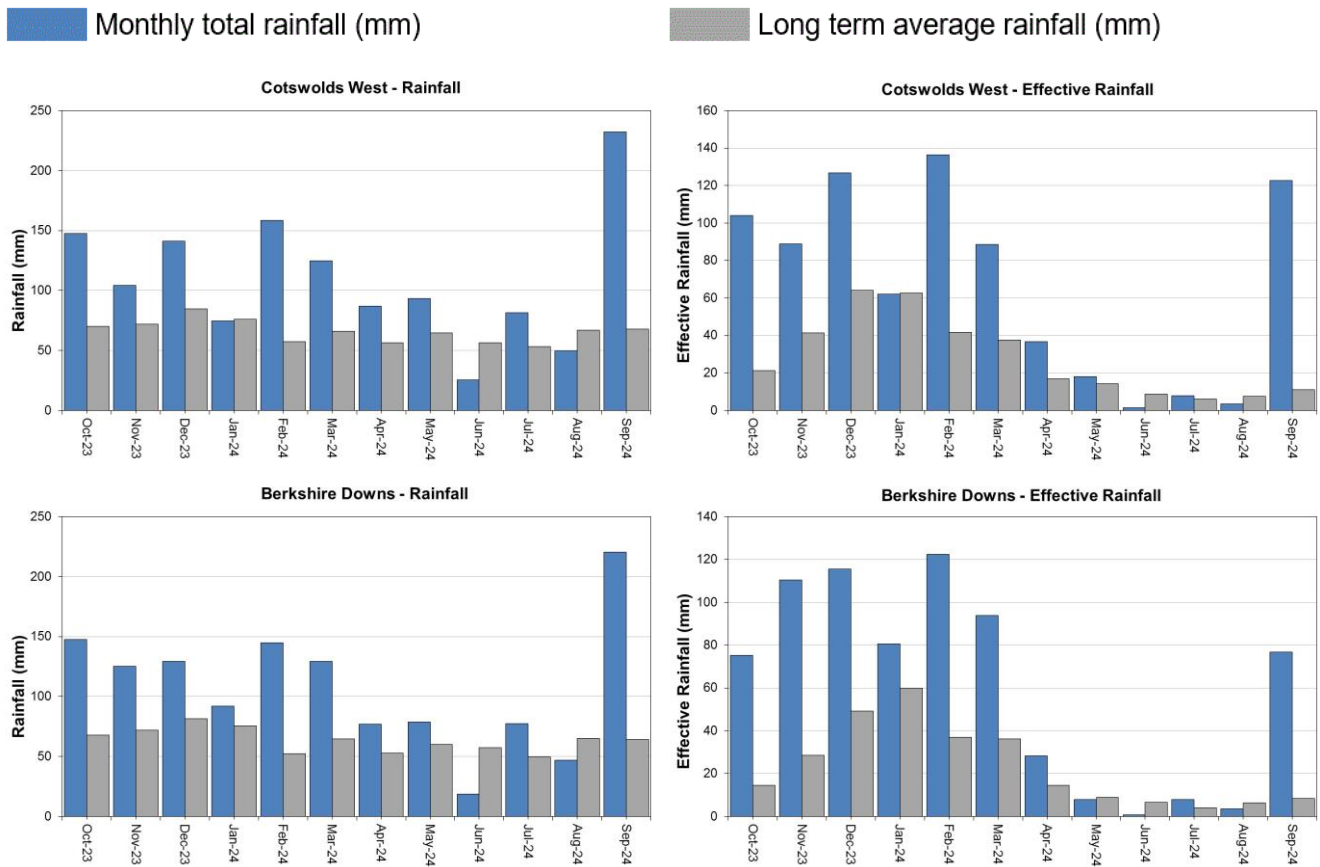 Monthly total rainfall (mm)
Long term average rainfall (mm)
Cotswolds West - Rainfall
Rainfall (mm)
250
200
150
100
50
0
Oct-23
Nov-23
Dec-23
Jan-24
Feb-24
Mar-24
Apr-24
May-24
Jun-24
Jul-24
Aug-24
Sep-24
Cotswolds West - Effective Rainfall
Effective Rainfall (mm)
160
140
120
100
80
60
40
20
0
Oct-23
Nov-23
Dec-23
Jan-24
Feb-24
Mar-24
Apr-24
May-24
Jun-24
Jul-24
Aug-24
Sep-24
Berkshire Downs - Rainfall
Rainfall (mm)
250
200
150
100
50
0
Oct-23
Nov-23
Dec-23
Jan-24
Feb-24
Mar-24
Apr-24
May-24
Jun-24
Jul-24
Aug-24
Sep-24
Berkshire Downs - Effective Rainfall
Effective Rainfall (mm)
140
120
100
80
60
40
20
0
Oct-23
Nov-23
Dec-23
Jan-24
Feb-24
Mar-24
Apr-24
May-24
Jun-24
Jul-24
Aug-24
Sep-24